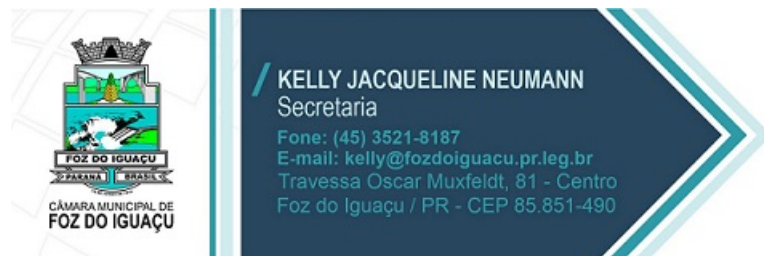 FOZ DO IGUAÇU
PARANÁ BRASIL
CÂMARA MUNICIPAL DE
FOZ DO IGUAÇU
KELLY JACQUELINE NEUMANN
Secretaria
Fone: (45) 3521-8187
E-mail: kelly@fozdoiguacu.pr.leg.br
Travessa Oscar Muxfeldt, 81 - Centro
Foz do Iguaçu / PR - CEP 85.851-490